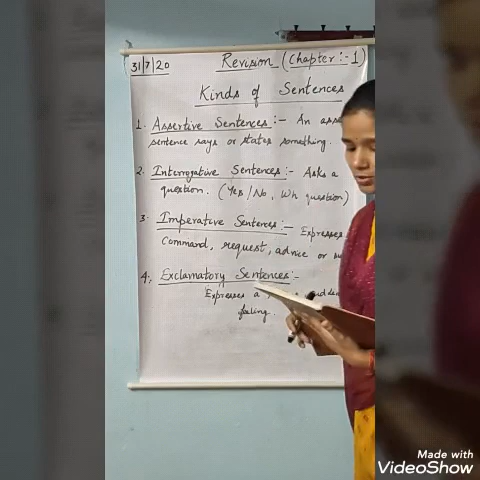 31/7/20 Revision (Chapter:-1)
Kinds of Sentences
1. Assertive Sentences :- An
sentence says or states something.
2. Interrogative Sentences:- Asks a
question. (Yes/No, Wh question)
3. Imperative Sentences:- Expresses
command, request, advice or
4. Exclamatory Sentences:-
Expresses a
feeling.
Made with
VideoShow